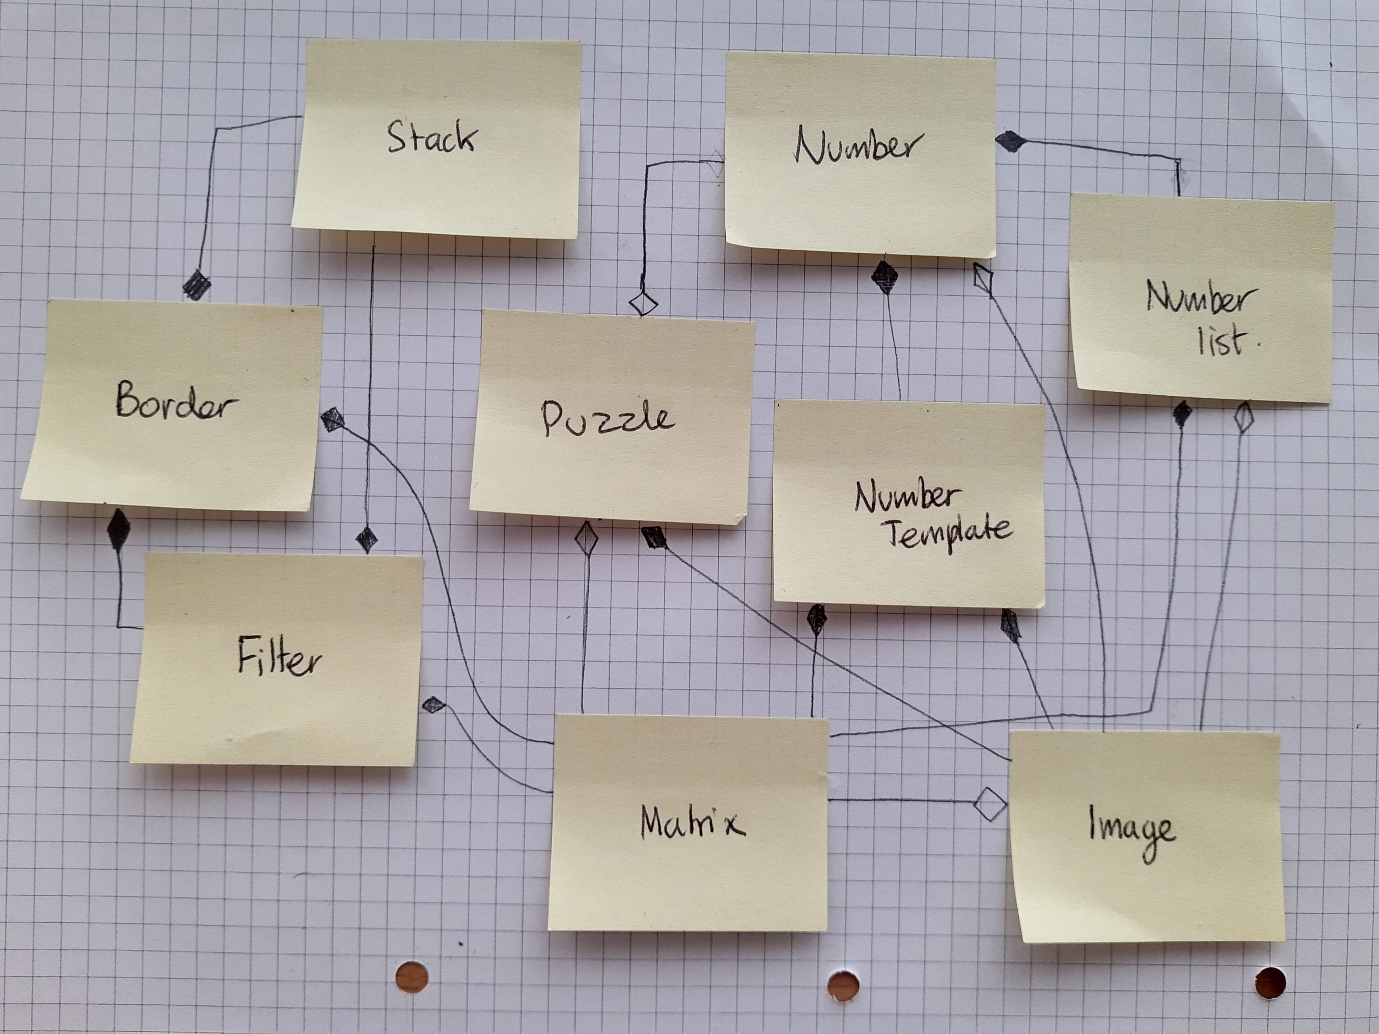 Stack
Number
Number
list.
Border
Puzzle
Number
Template
Filter
Matrix
Image